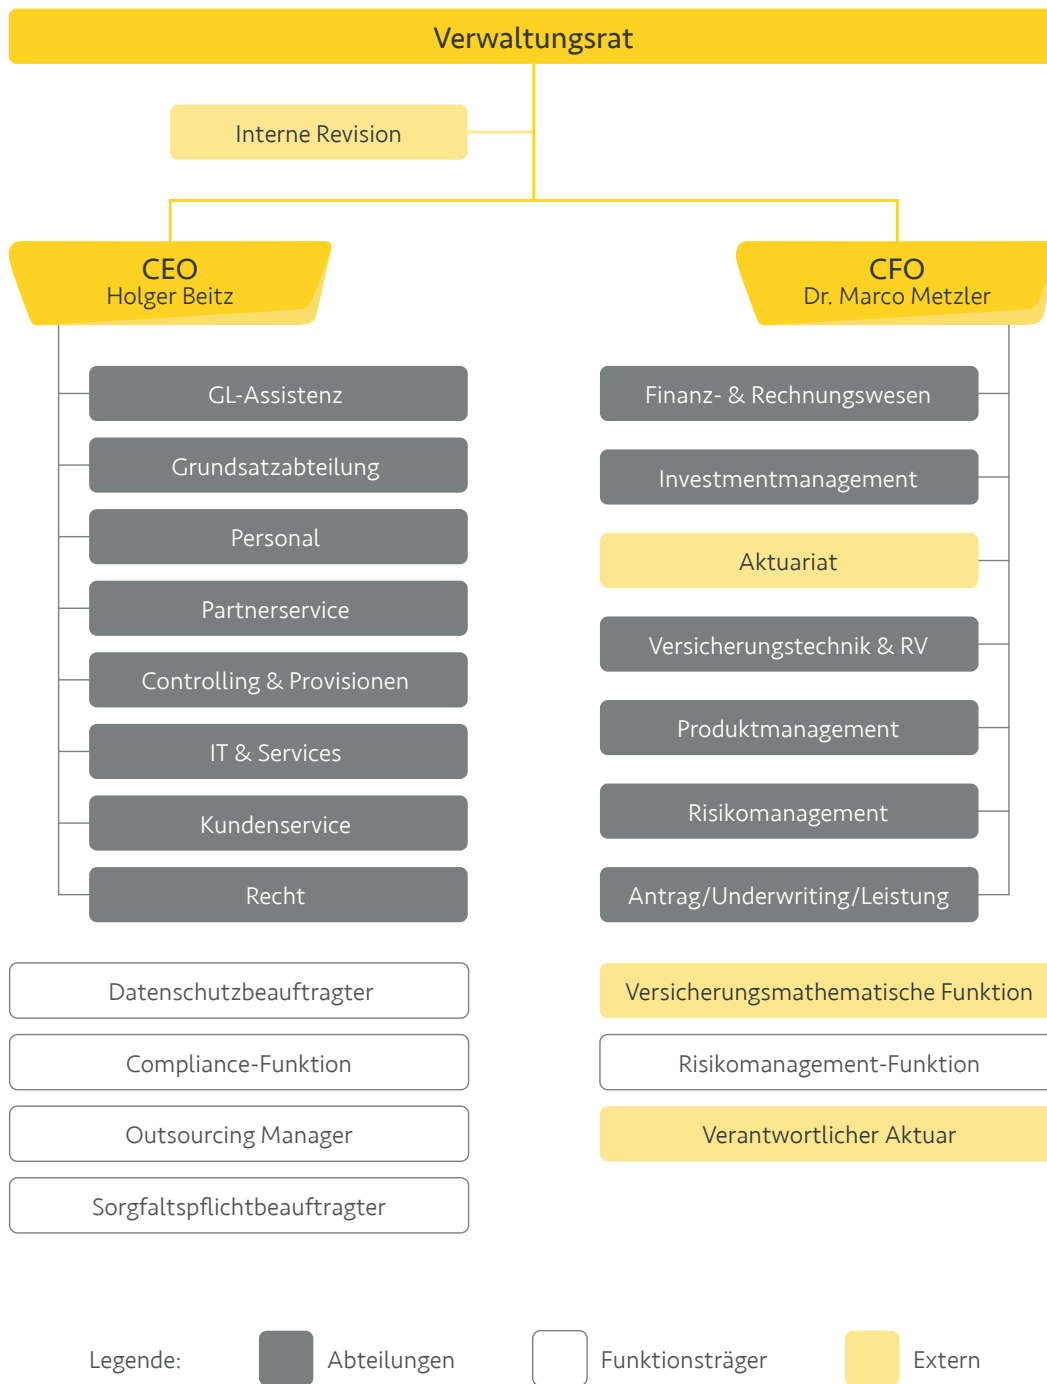 Verwaltungsrat
Interne Revision
CEO
Holger Beitz
GL-Assistenz
Grundsatzabteilung
Personal
Partnerservice
Controlling & Provisionen
IT & Services
Kundenservice
Recht
Datenschutzbeauftragter
Compliance-Funktion
Outsourcing Manager
Sorgfaltspflichtbeauftragter
CFO
Dr. Marco Metzler
Finanz- & Rechnungswesen
Investmentmanagement
Aktuariat
Versicherungstechnik & RV
Produktmanagement
Risikomanagement
Antrag/Underwriting/Leistung
Versicherungsmathematische Funktion
Risikomanagement-Funktion
Verantwortlicher Aktuar
Legende:
Abteilungen
Funktionsträger
Extern